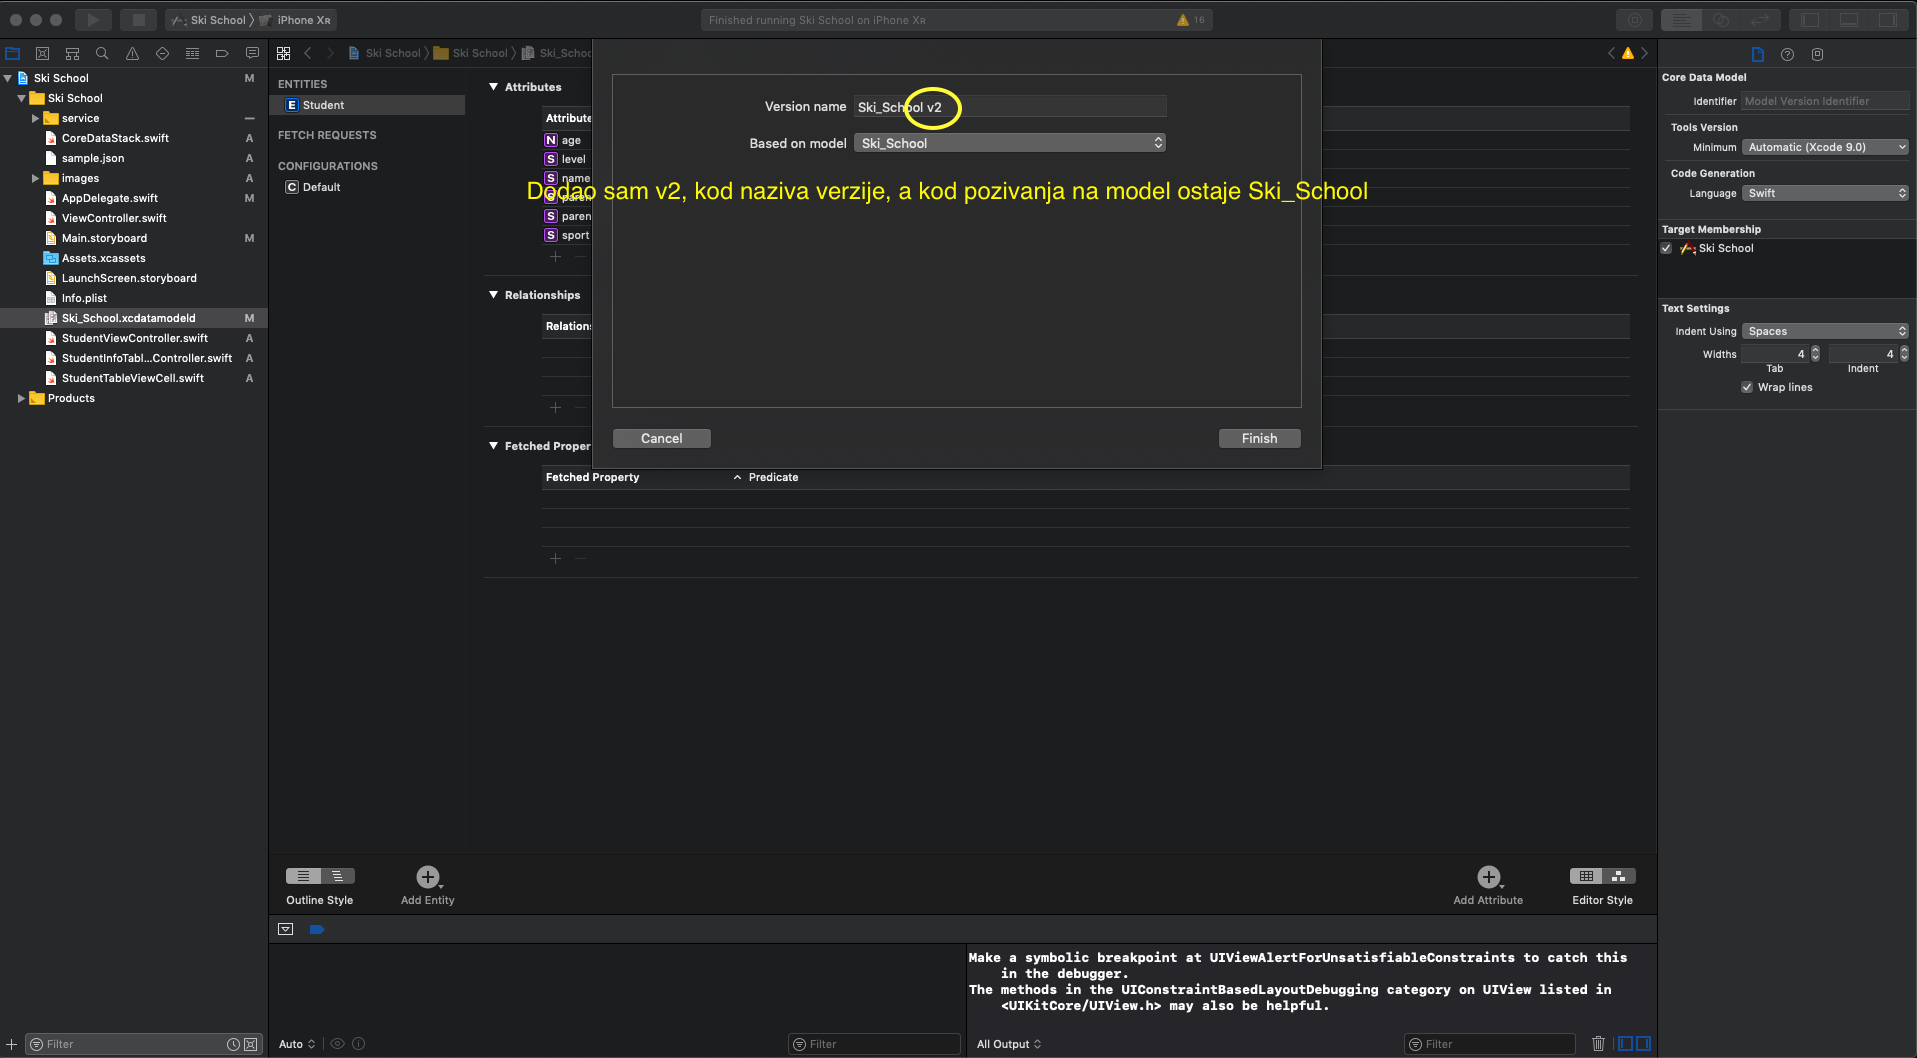 Ski School
iPhone XR
Finished running Ski School on iPhone XR
16
Ski School
Ski School
Ski_Schoo
Ski School M
Ski School
service
CoreDataStack.swift A
sample.json A
images A
AppDelegate.swift M
ViewController.swift
Main.storyboard M
Assets.xcassets
LaunchScreen.storyboard
Info.plist
Ski_School.xcdatamodeld M
StudentViewController.swift A
StudentInfoTabl...Controller.swift A
StudentTableViewCell.swift A
Products
ENTITIES
E Student
FETCH REQUESTS
CONFIGURATIONS
C Default
Attributes
Attribute
N age
S level
S name
S paren
S paren
S sport
Relationships
Relations
Fetched Proper
Fetched Property
Predicate
Version name Ski_School v2
Based on model Ski_School
Dodao sam v2, kod naziva verzije, a kod pozivanja na model ostaje Ski_School
Cancel
Finish
Core Data Model
Identifier Model Version Identifier
Tools Version
Minimum Automatic (Xcode 9.0)
Code Generation
Language Swift
Target Membership
Ski School
Text Settings
Indent Using Spaces
Widths 4 4
Tab Indent
Wrap lines
Outline Style
Add Entity
Add Attribute
Editor Style
Make a symbolic breakpoint at UIViewAlertForUnsatisfiableConstraints to catch this
in the debugger.
The methods in the UIConstraintBasedLayoutDebugging category on UIView listed in
<UIKitCore/UIView.h> may also be helpful.
Filter
Auto
Filter
All Output
Filter